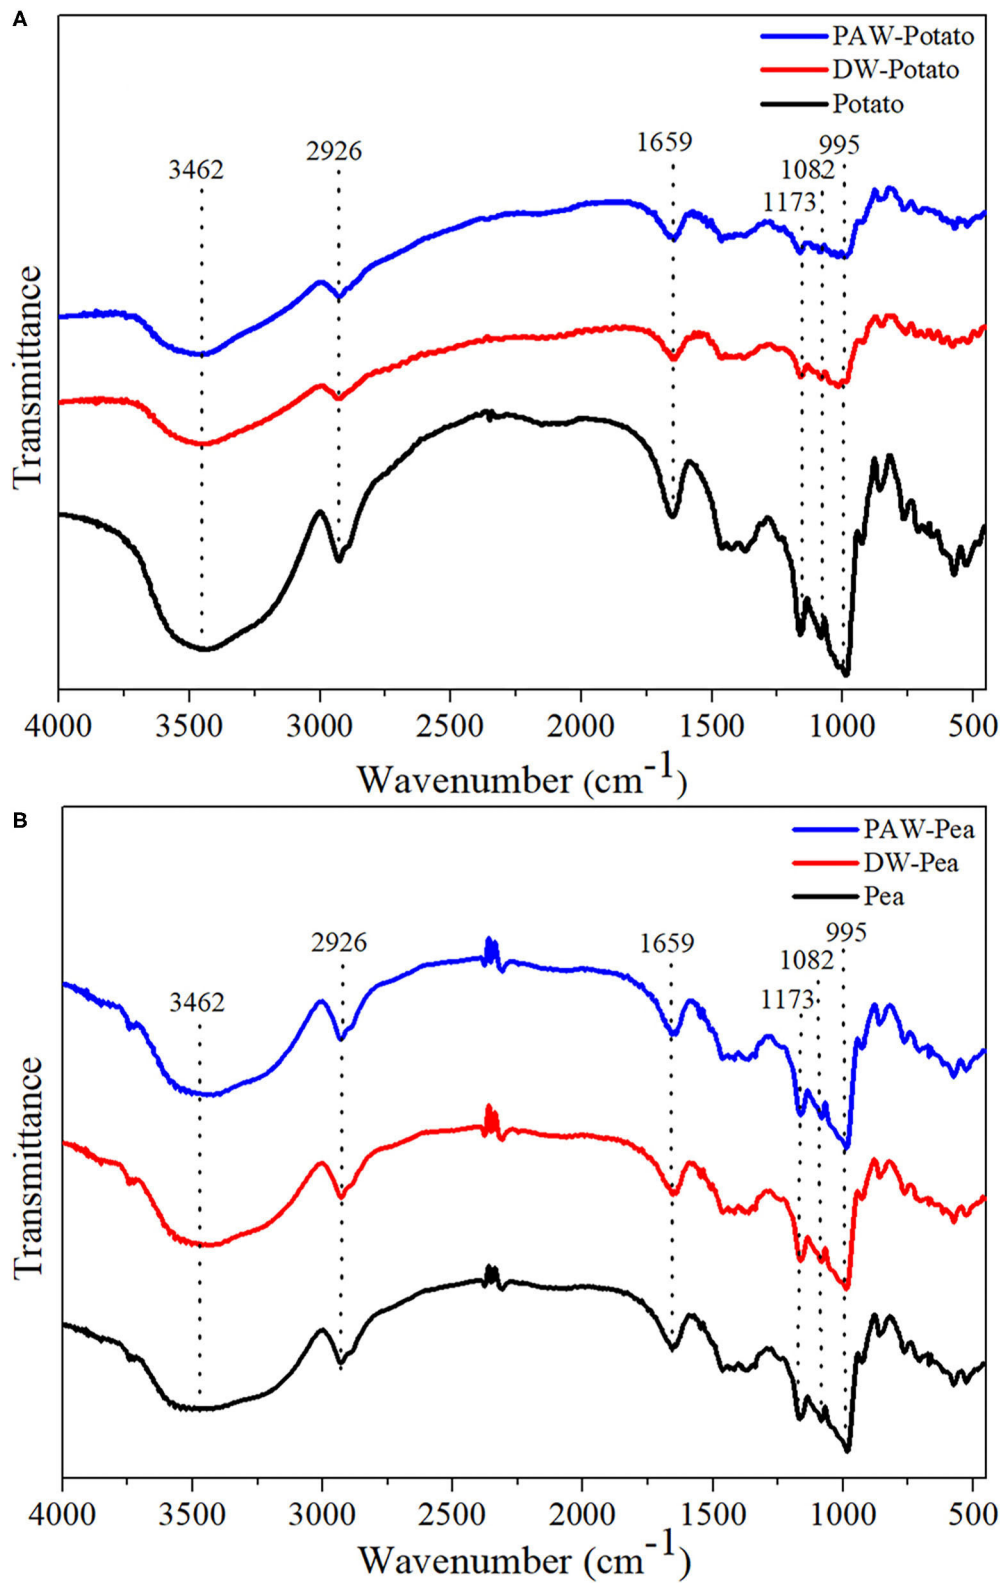 A
PAW-Potato
DW-Potato
Potato
3462
2926
1659
1173
1082
995
Transmittance
4000 3500 3000 2500 2000 1500 1000 500
Wavenumber (cm-1)
B
PAW-Pea
DW-Pea
Pea
3462
2926
1659
1173
1082
995
Transmittance
4000 3500 3000 2500 2000 1500 1000 500
Wavenumber (cm-1)